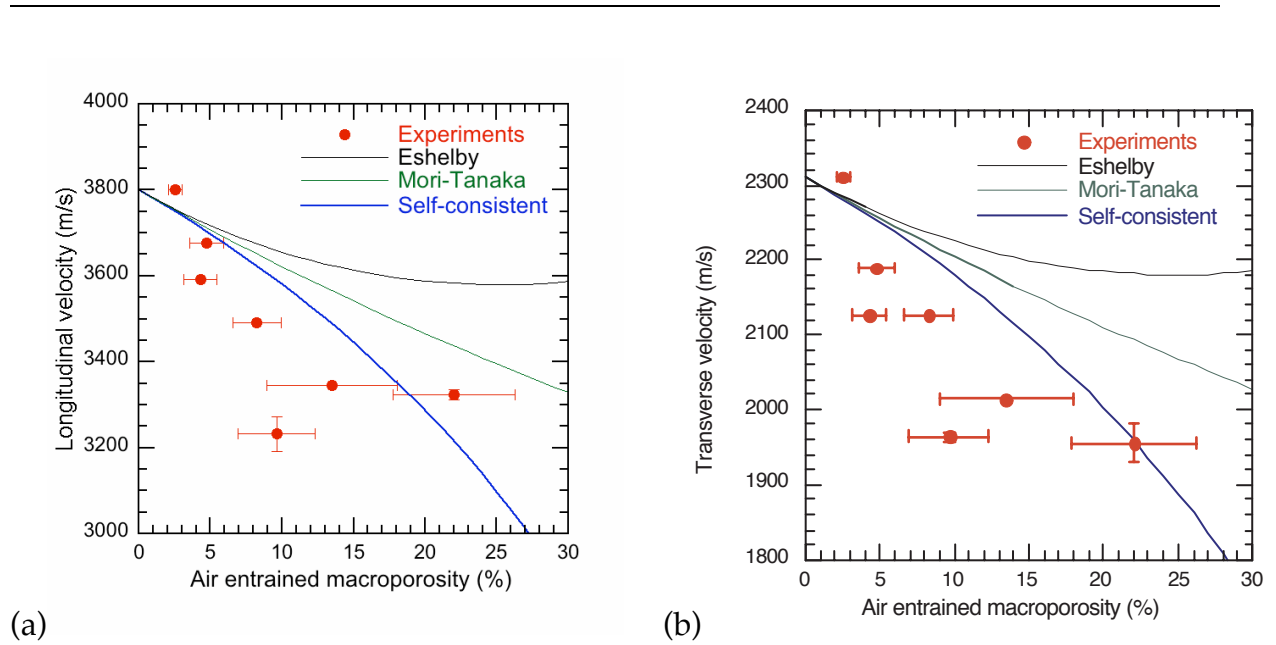 4000
3800
3600
3400
3200
3000
Longitudinal velocity (m/s)
Experiments
Eshelby
Mori-Tanaka
Self-consistent
0 5 10 15 20 25 30
Air entrained macroporosity (%)
(a)
2400
2300
2200
2100
2000
1900
1800
Transverse velocity (m/s)
Experiments
Eshelby
Mori-Tanaka
Self-consistent
0 5 10 15 20 25 30
Air entrained macroporosity (%)
(b)